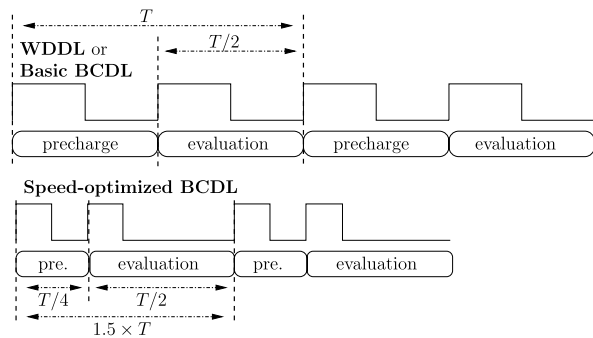 T
WDDL or
T/2
Basic BCDL
precharge evaluation precharge evaluation
Speed-optimized BCDL
pre. evaluation pre. evaluation
T/4 T/2
1.5 × T